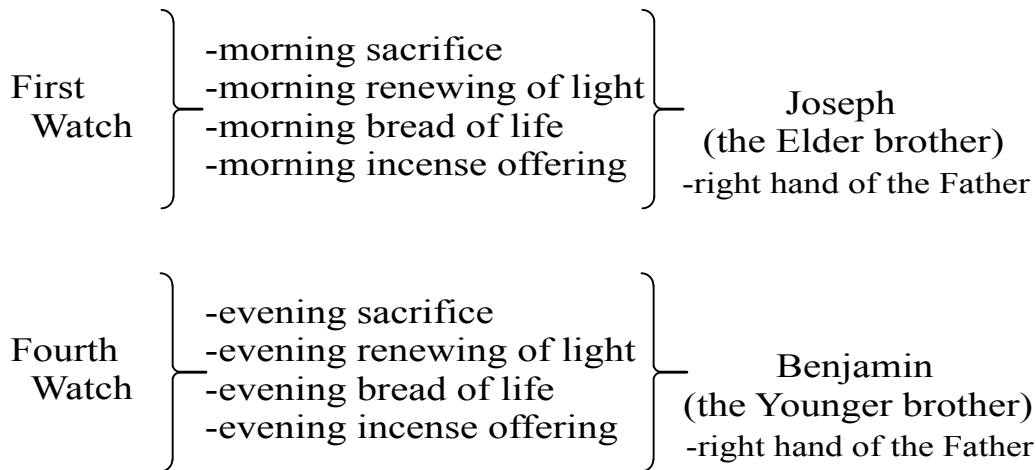 First
Watch
-morning sacrifice
-morning renewing of light
-morning bread of life
-morning incense offering
Joseph
(the Elder brother)
-right hand of the Father
Fourth
Watch
-evening sacrifice
-evening renewing of light
-evening bread of life
-evening incense offering
Benjamin
(the Younger brother)
-right hand of the Father